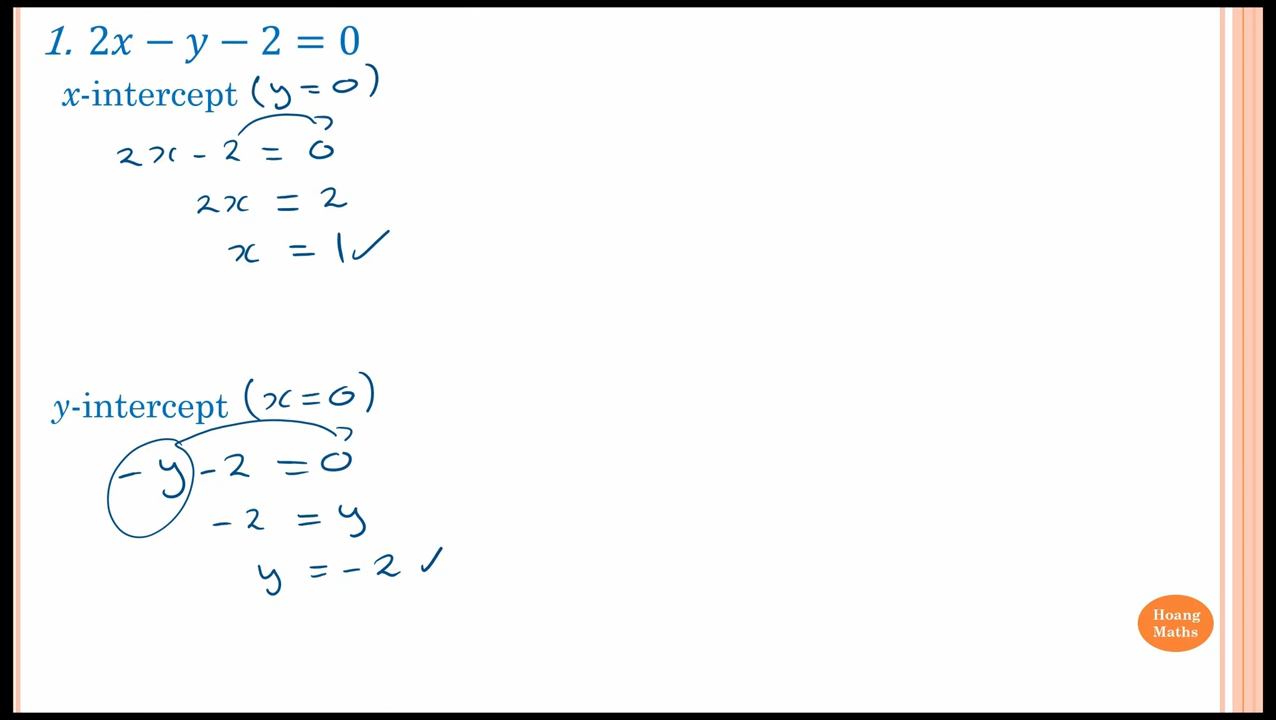 1. 2x − y − 2 = 0
x-intercept (y = 0)
2x - 2 = 0
2x = 2
x = 1 ✓
y-intercept (x = 0)
- y - 2 = 0
- 2 = y
y = - 2 ✓
Hoang
Maths